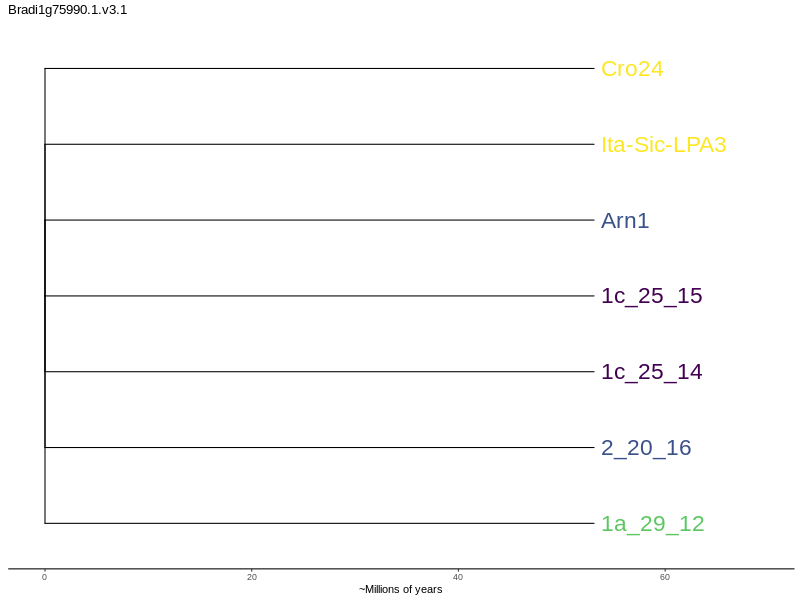 Bradi1g75990.1.v3.1
Cro24
Ita-Sic-LPA3
Arn1
1c_25_15
1c_25_14
2_20_16
1a_29_12
0 20 40 60
~Millions of years